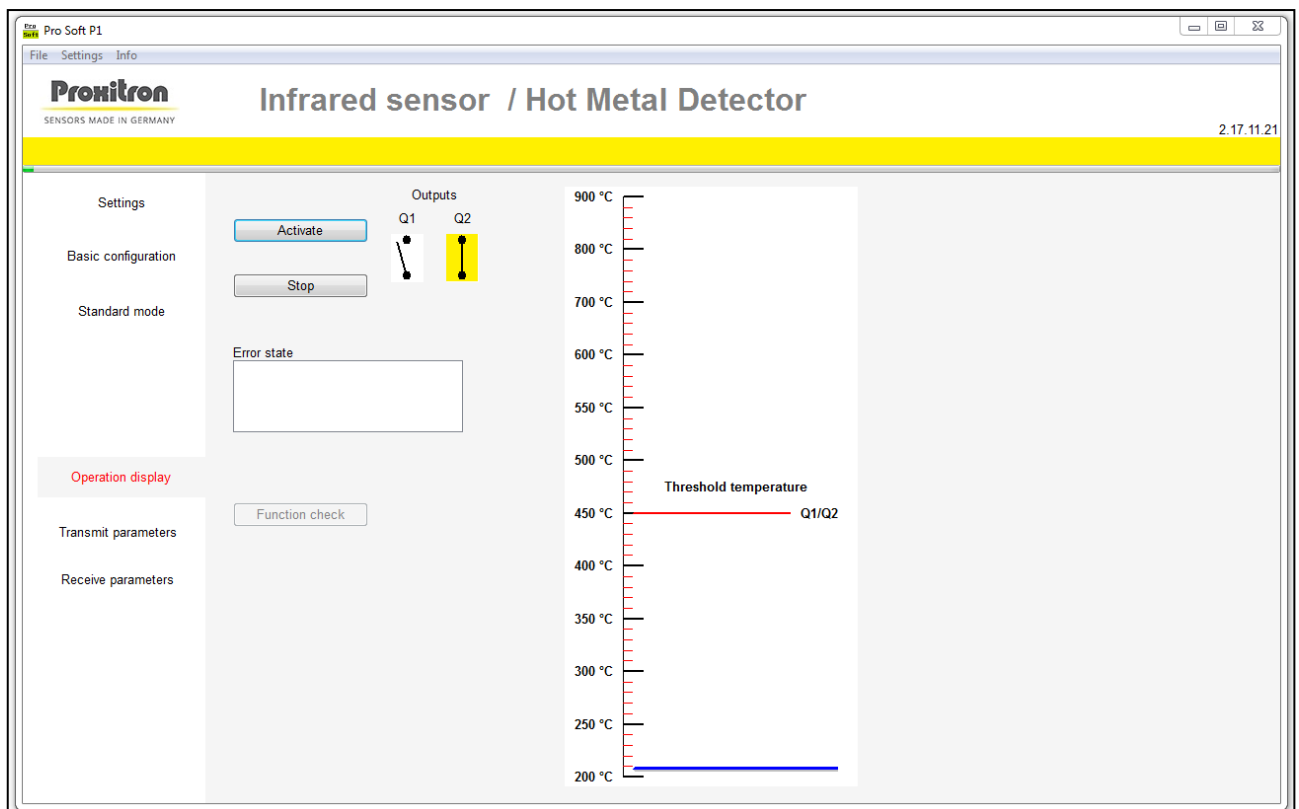 Pro Soft P1
File Settings Info
Proxitron
SENSORS MADE IN GERMANY
Infrared sensor / Hot Metal Detector
2.17.11.21
Settings
Basic configuration
Standard mode
Operation display
Transmit parameters
Receive parameters
Activate
Stop
Outputs
Q1 Q2
Error state
Function check
900 °C
800 °C
700 °C
600 °C
550 °C
500 °C
Threshold temperature
450 °C Q1/Q2
400 °C
350 °C
300 °C
250 °C
200 °C